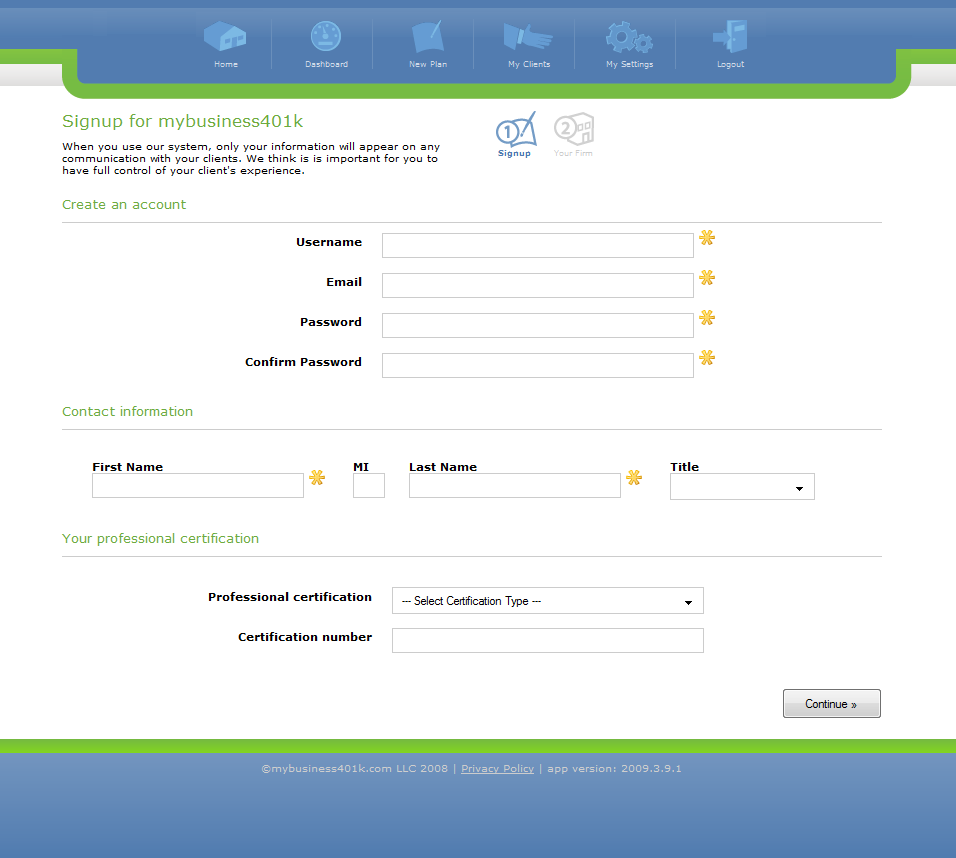 Home
Dashboard
New Plan
My Clients
My Settings
Logout
Signup for mybusiness401k
1
Signup
2
Your Firm
When you use our system, only your information will appear on any
communication with your clients. We think is is important for you to
have full control of your client's experience.
Create an account
Username
Email
Password
Confirm Password
Contact information
First Name
MI
Last Name
Title
Your professional certification
Professional certification
--- Select Certification Type ---
Certification number
Continue »
©mybusiness401k.com LLC 2008 | Privacy Policy | app version: 2009.3.9.1